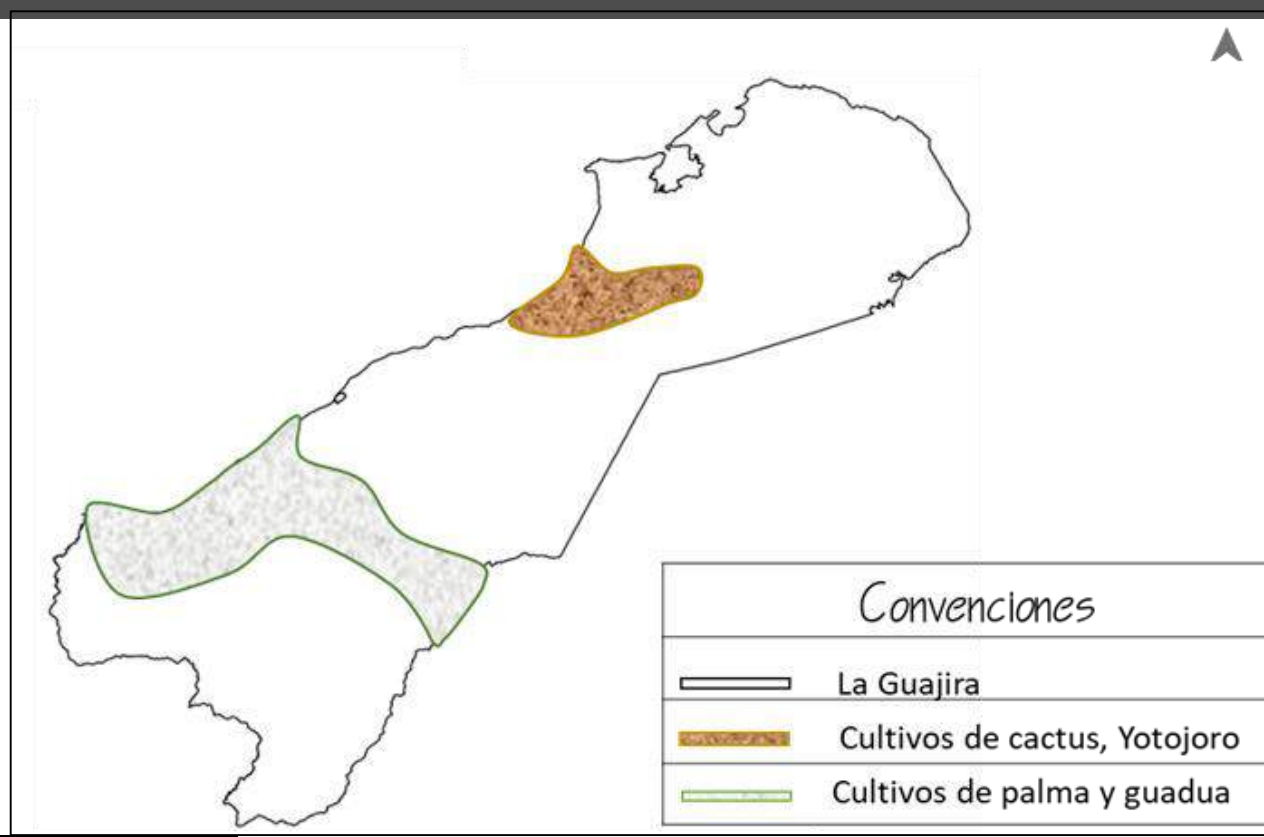 Convenciones
La Guajira
Cultivos de cactus, Yotojoro
Cultivos de palma y guadua